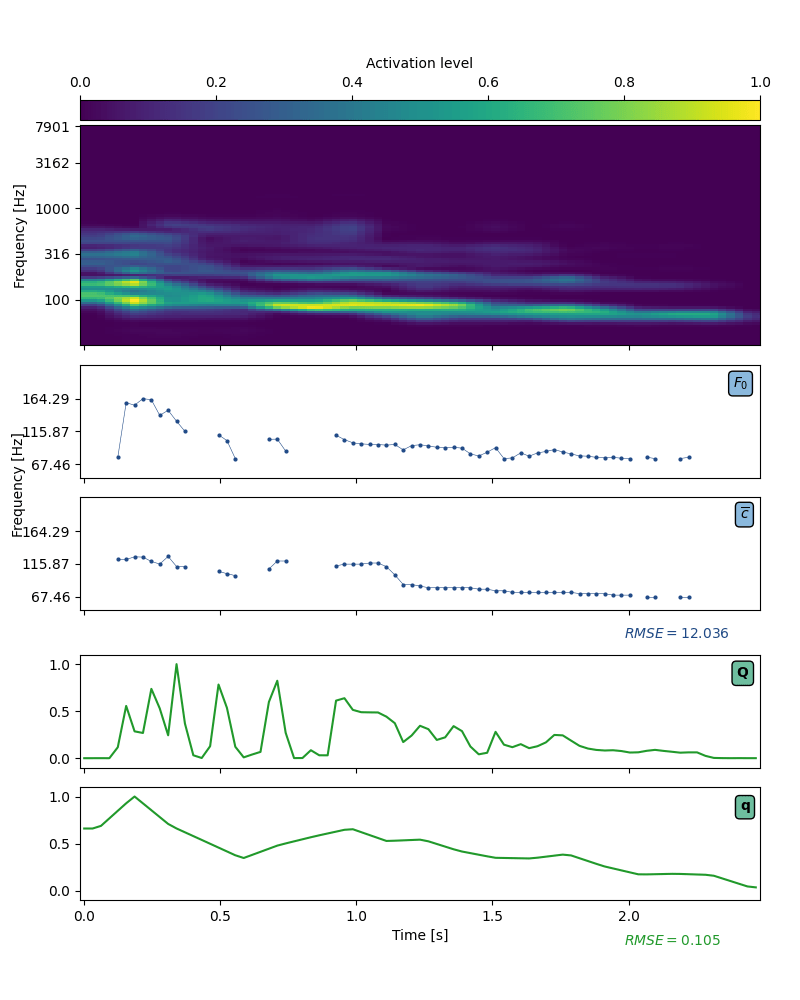 Activation level
0.0 0.2 0.4 0.6 0.8 1.0
7901
3162
1000
316
100
Frequency [Hz]
F₀
164.29
115.87
67.46
Frequency [Hz]
c̅
164.29
115.87
67.46
RMSE = 12.036
Q
1.0
0.5
0.0
q
1.0
0.5
0.0
0.0 0.5 1.0 1.5 2.0
Time [s]
RMSE = 0.105